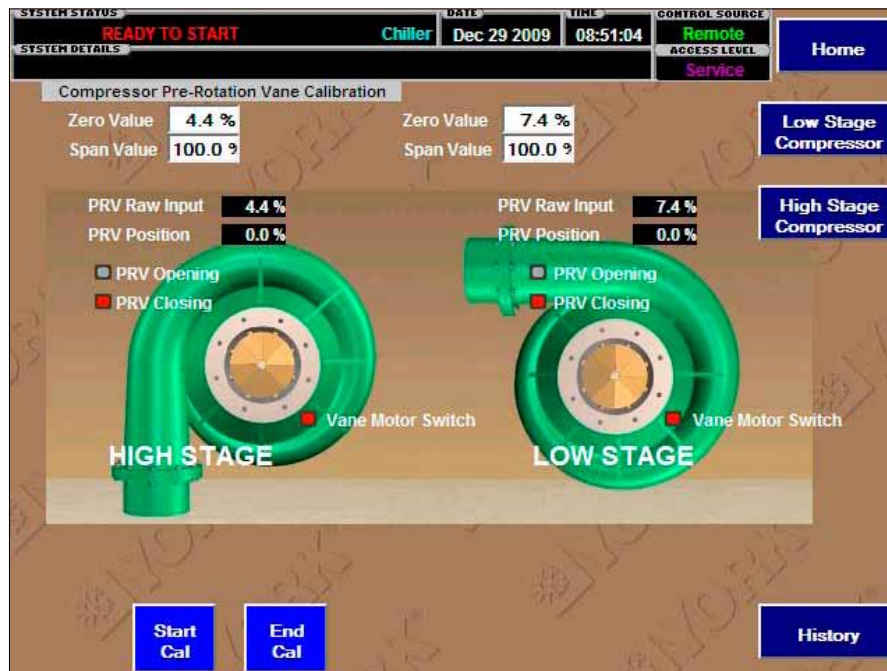 SYSTEM STATUS
READY TO START
Chiller
DATE
Dec 29 2009
TIME
08:51:04
CONTROL SOURCE
Remote
SYSTEM DETAILS
ACCESS LEVEL
Service
Home
Compressor Pre-Rotation Vane Calibration
Zero Value 4.4 %
Span Value 100.0 %
Zero Value 7.4 %
Span Value 100.0 %
Low Stage
Compressor
High Stage
Compressor
PRV Raw Input 4.4 %
PRV Position 0.0 %
PRV Opening
PRV Closing
Vane Motor Switch
HIGH STAGE
PRV Raw Input 7.4 %
PRV Position 0.0 %
PRV Opening
PRV Closing
Vane Motor Switch
LOW STAGE
YORK
Start
Cal
End
Cal
History